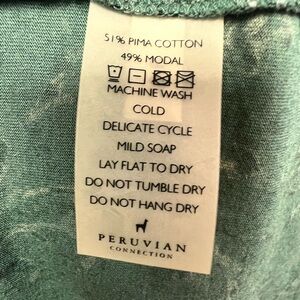 51% PIMA COTTON
49% MODAL
MACHINE WASH
COLD
DELICATE CYCLE
MILD SOAP
LAY FLAT TO DRY
DO NOT TUMBLE DRY
DO NOT HANG DRY
PERUVIAN
CONNECTION